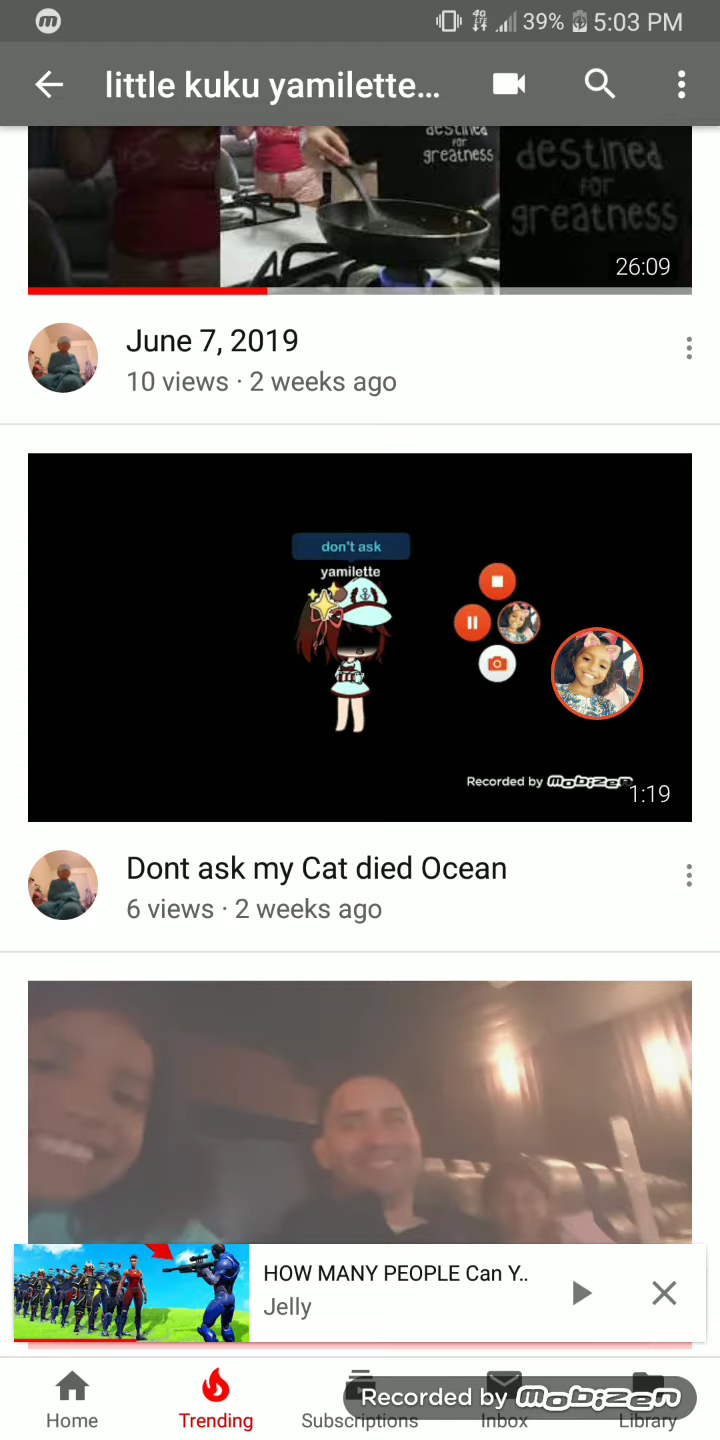 4G LTE 39% 5:03 PM
little kuku yamilette...
destined
for
greatness
destined
FOR
greatness
26:09
June 7, 2019
10 views · 2 weeks ago
don't ask
yamilette
Recorded by mobizen
1:19
Dont ask my Cat died Ocean
6 views · 2 weeks ago
HOW MANY PEOPLE Can Y..
Jelly
Recorded by mobizen
Home Trending Subscriptions Inbox Library